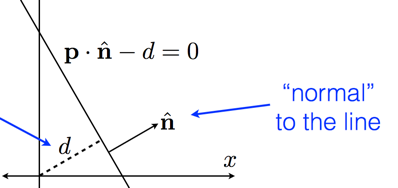 p · n̂ − d = 0
"normal"
to the line
n̂
d
x